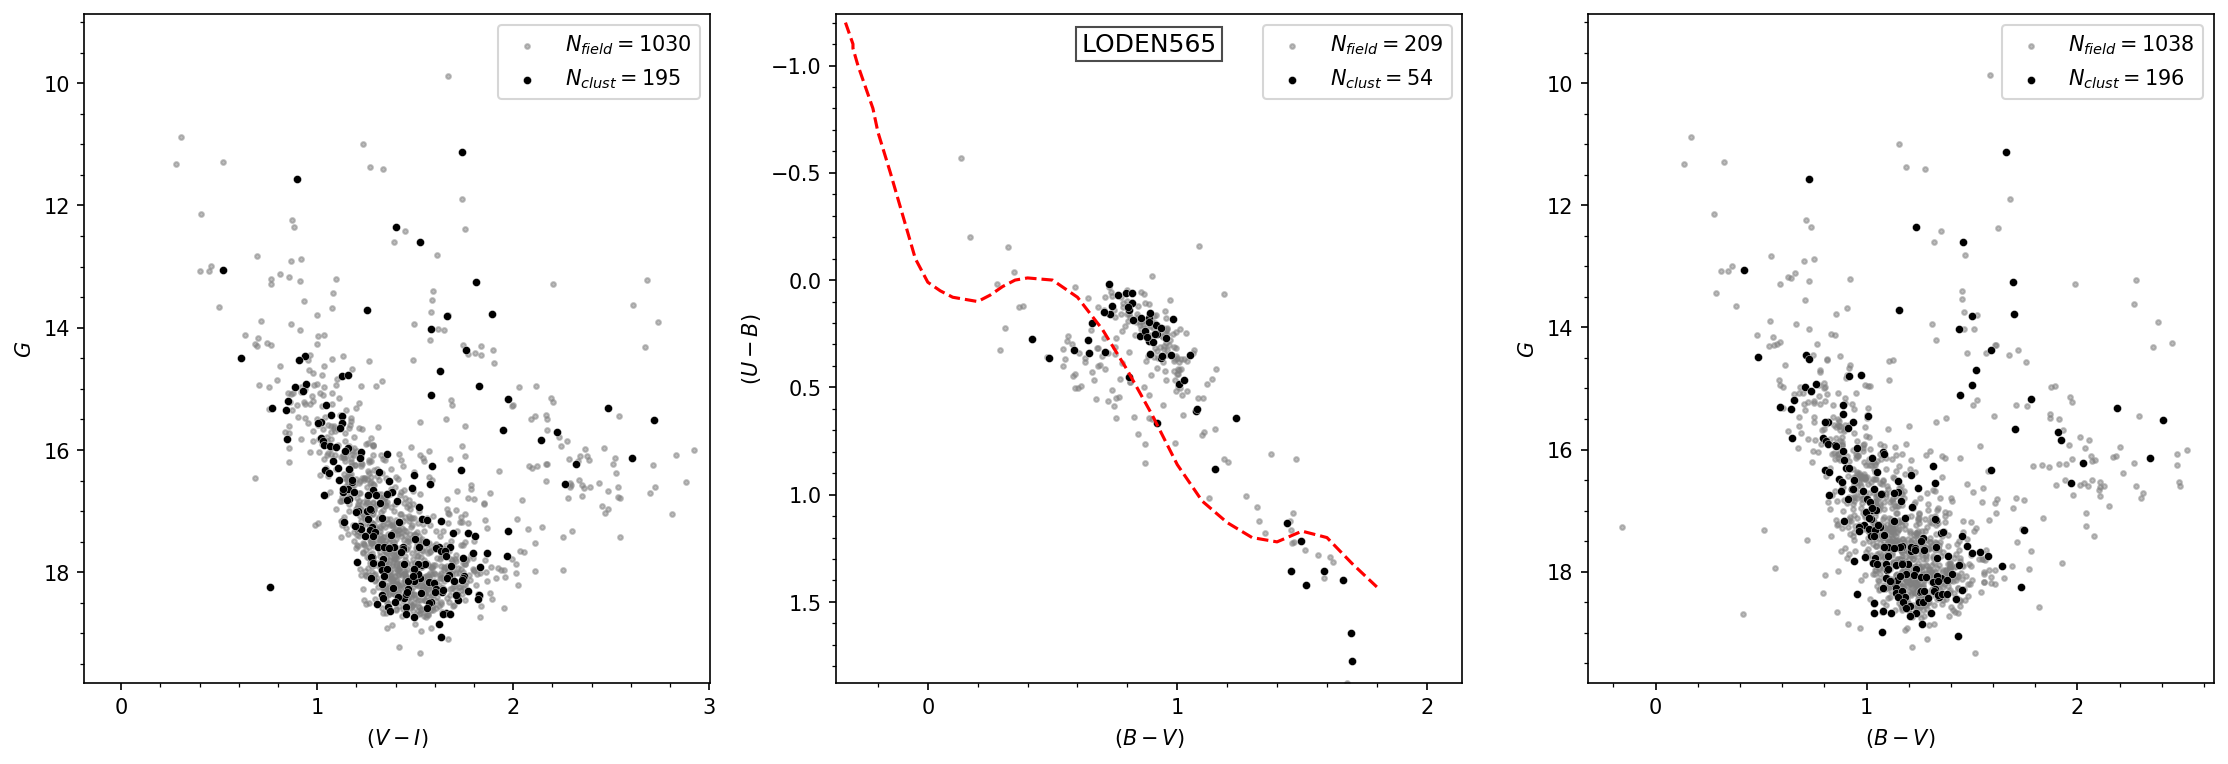 N_field = 1030
N_clust = 195
10
12
14
16
18
G
0
1
2
3
(V − I)
LODEN565
N_field = 209
N_clust = 54
−1.0
−0.5
0.0
0.5
1.0
1.5
(U − B)
0
1
2
(B − V)
N_field = 1038
N_clust = 196
10
12
14
16
18
G
0
1
2
(B − V)